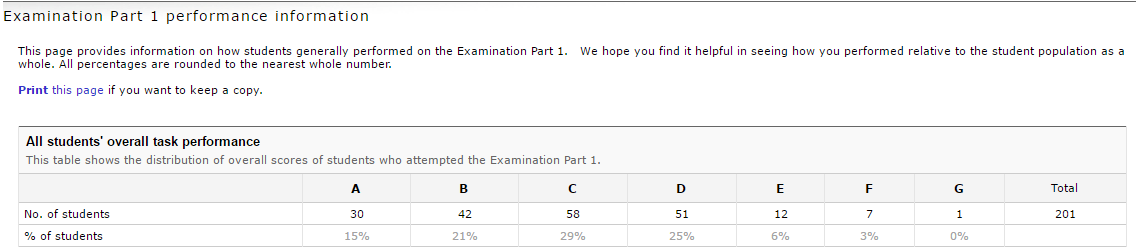 Examination Part 1 performance information
This page provides information on how students generally performed on the Examination Part 1. We hope you find it helpful in seeing how you performed relative to the student population as a
whole. All percentages are rounded to the nearest whole number.
Print this page if you want to keep a copy.
All students' overall task performance
This table shows the distribution of overall scores of students who attempted the Examination Part 1.
A B C D E F G Total
No. of students 30 42 58 51 12 7 1 201
% of students 15% 21% 29% 25% 6% 3% 0%